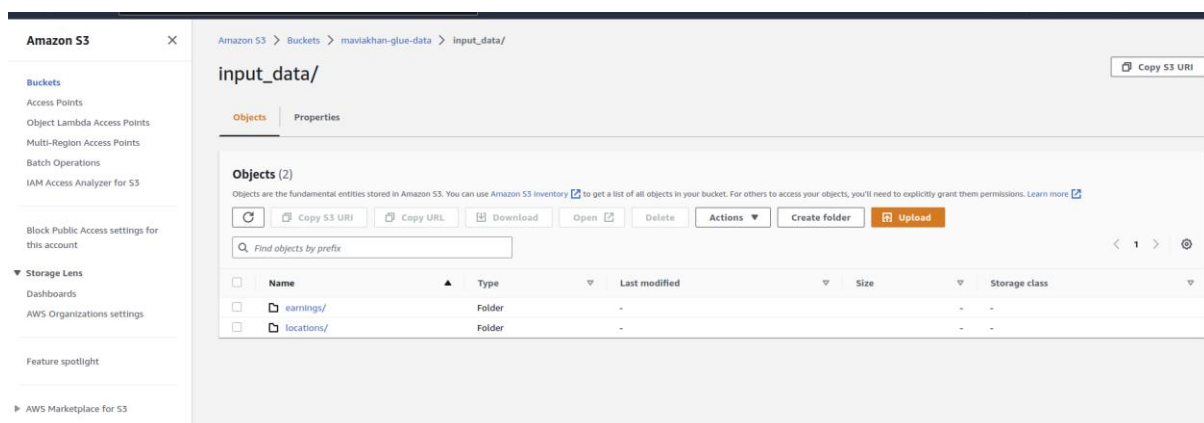 Amazon S3
Buckets
Access Points
Object Lambda Access Points
Multi-Region Access Points
Batch Operations
IAM Access Analyzer for S3
Block Public Access settings for
this account
Storage Lens
Dashboards
AWS Organizations settings
Feature spotlight
AWS Marketplace for S3
Amazon S3 > Buckets > maviakhan-glue-data > input_data/
input_data/
Copy S3 URI
Objects Properties
Objects (2)
Objects are the fundamental entities stored in Amazon S3. You can use Amazon S3 inventory to get a list of all objects in your bucket. For others to access your objects, you'll need to explicitly grant them permissions. Learn more
Copy S3 URI Copy URL Download Open Delete Actions Create folder Upload
Find objects by prefix
< 1 >
Name Type Last modified Size Storage class
earnings/ Folder - - -
locations/ Folder - - -